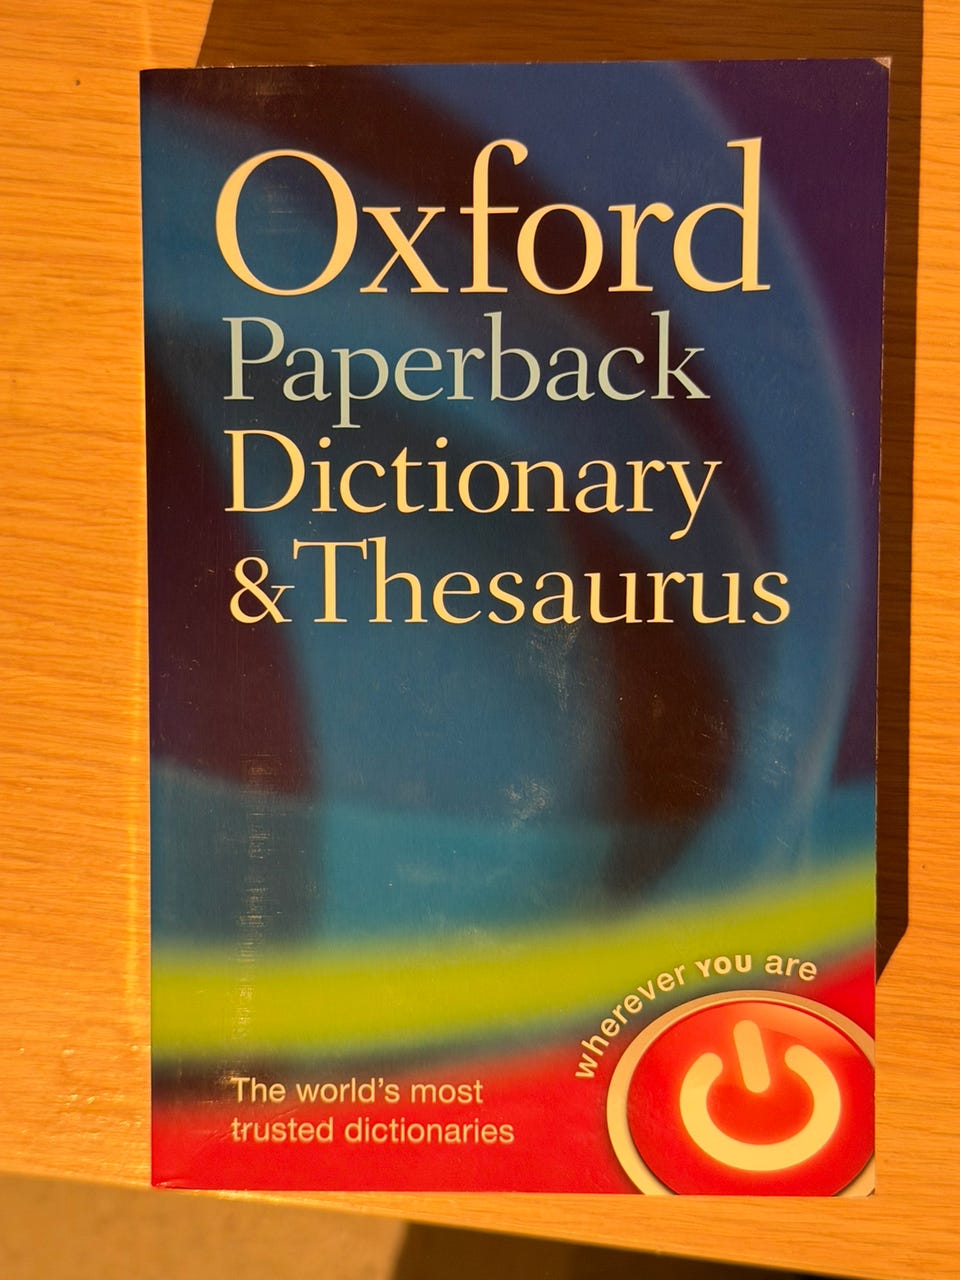 Oxford
Paperback
Dictionary
& Thesaurus
wherever YOU are
The world's most
trusted dictionaries